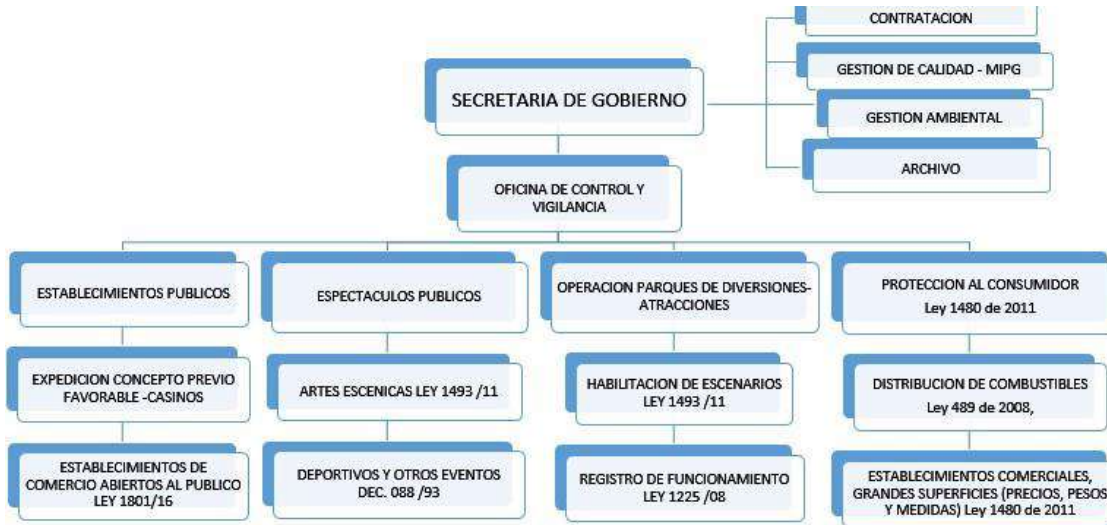 CONTRATACION
GESTION DE CALIDAD - MIPG
SECRETARIA DE GOBIERNO
GESTION AMBIENTAL
ARCHIVO
OFICINA DE CONTROL Y
VIGILANCIA
ESTABLECIMIENTOS PUBLICOS
ESPECTACULOS PUBLICOS
OPERACION PARQUES DE DIVERSIONES-
ATRACCIONES
PROTECCION AL CONSUMIDOR
Ley 1480 de 2011
EXPEDICION CONCEPTO PREVIO
FAVORABLE -CASINOS
ARTES ESCENICAS LEY 1493 /11
HABILITACION DE ESCENARIOS
LEY 1493 /11
DISTRIBUCION DE COMBUSTIBLES
Ley 489 de 2008,
ESTABLECIMIENTOS DE
COMERCIO ABIERTOS AL PUBLICO
LEY 1801/16
DEPORTIVOS Y OTROS EVENTOS
DEC. 088 /93
REGISTRO DE FUNCIONAMIENTO
LEY 1225 /08
ESTABLECIMIENTOS COMERCIALES,
GRANDES SUPERFICIES (PRECIOS, PESOS
Y MEDIDAS) Ley 1480 de 2011